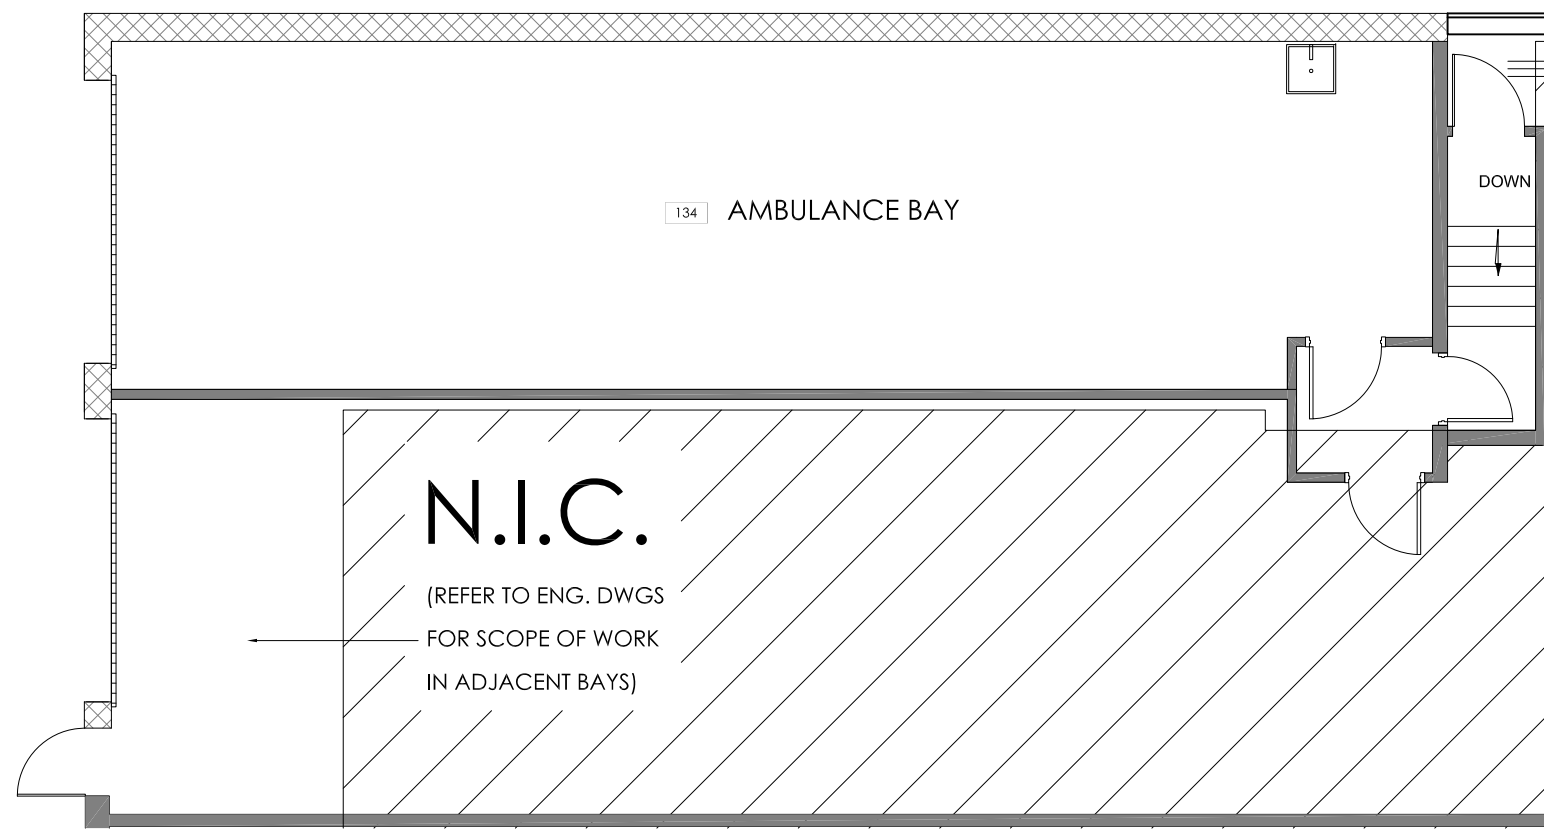 DOWN
134 AMBULANCE BAY
N.I.C.
(REFER TO ENG. DWGS
FOR SCOPE OF WORK
IN ADJACENT BAYS)